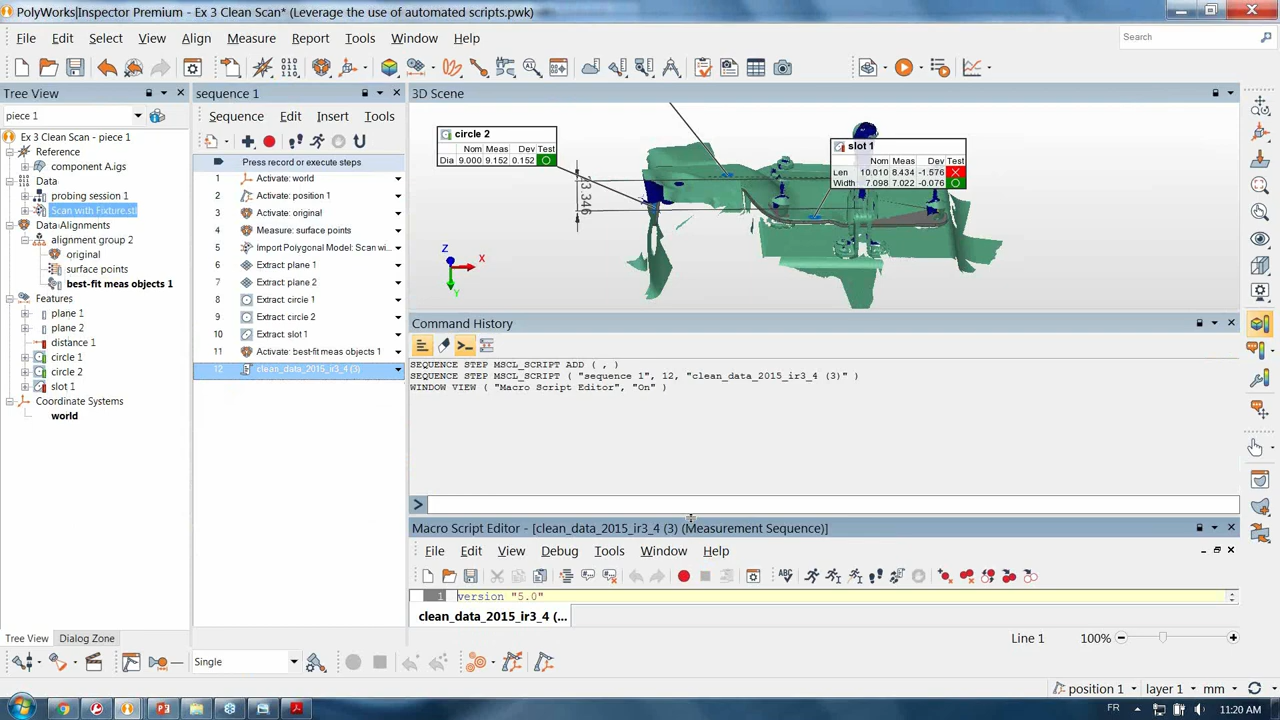 PolyWorks|Inspector Premium - Ex 3 Clean Scan* (Leverage the use of automated scripts.pwk)
File Edit Select View Align Measure Report Tools Window Help
Search
Tree View
piece 1
Ex 3 Clean Scan - piece 1
Reference
component A.igs
Data
probing session 1
Scan with Fixture.stl
Data Alignments
alignment group 2
original
surface points
best-fit meas objects 1
Features
plane 1
plane 2
distance 1
circle 1
circle 2
slot 1
Coordinate Systems
world
Tree View Dialog Zone
sequence 1
Sequence Edit Insert Tools
Press record or execute steps
1 Activate: world
2 Activate: position 1
3 Activate: original
4 Measure: surface points
5 Import Polygonal Model: Scan wi...
6 Extract: plane 1
7 Extract: plane 2
8 Extract: circle 1
9 Extract: circle 2
10 Extract: slot 1
11 Activate: best-fit meas objects 1
12 clean_data_2015_ir3_4 (3)
3D Scene
circle 2
Nom Meas Dev Test
Dia 9.000 9.152 0.152
slot 1
Nom Meas Dev Test
Len 10.010 8.434 -1.576
Width 7.098 7.022 -0.076
Z
X
Y
Command History
SEQUENCE STEP MSCL_SCRIPT ADD ( , )
SEQUENCE STEP MSCL_SCRIPT ( "sequence 1", 12, "clean_data_2015_ir3_4 (3)" )
WINDOW VIEW ( "Macro Script Editor", "On" )
>
Macro Script Editor - [clean_data_2015_ir3_4 (3) (Measurement Sequence)]
File Edit View Debug Tools Window Help
1 version "5.0"
clean_data_2015_ir3_4 (...
Line 1 100%
Single
position 1 layer 1 mm
FR 11:20 AM